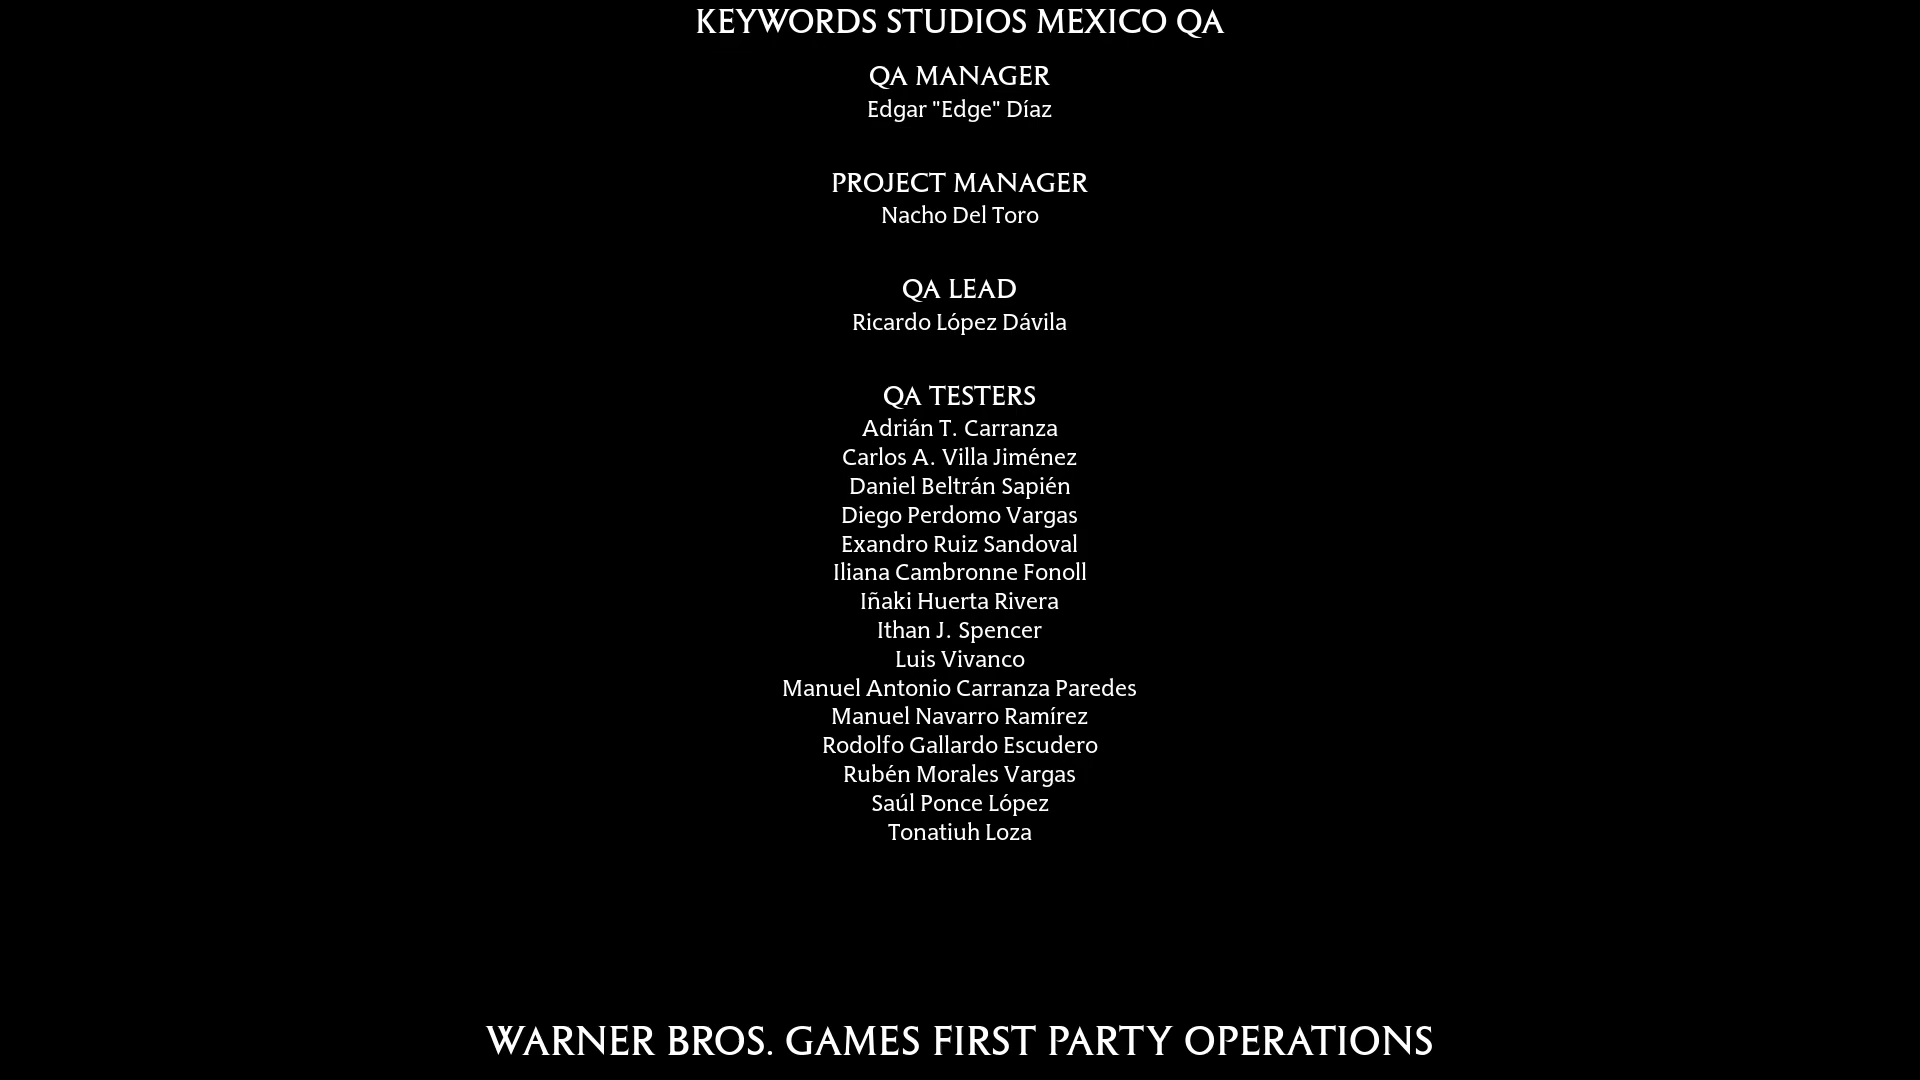 KEYWORDS STUDIOS MEXICO QA
QA MANAGER
Edgar "Edge" Díaz
PROJECT MANAGER
Nacho Del Toro
QA LEAD
Ricardo López Dávila
QA TESTERS
Adrián T. Carranza
Carlos A. Villa Jiménez
Daniel Beltrán Sapién
Diego Perdomo Vargas
Exandro Ruiz Sandoval
Iliana Cambronne Fonoll
Iñaki Huerta Rivera
Ithan J. Spencer
Luis Vivanco
Manuel Antonio Carranza Paredes
Manuel Navarro Ramírez
Rodolfo Gallardo Escudero
Rubén Morales Vargas
Saúl Ponce López
Tonatiuh Loza
WARNER BROS. GAMES FIRST PARTY OPERATIONS